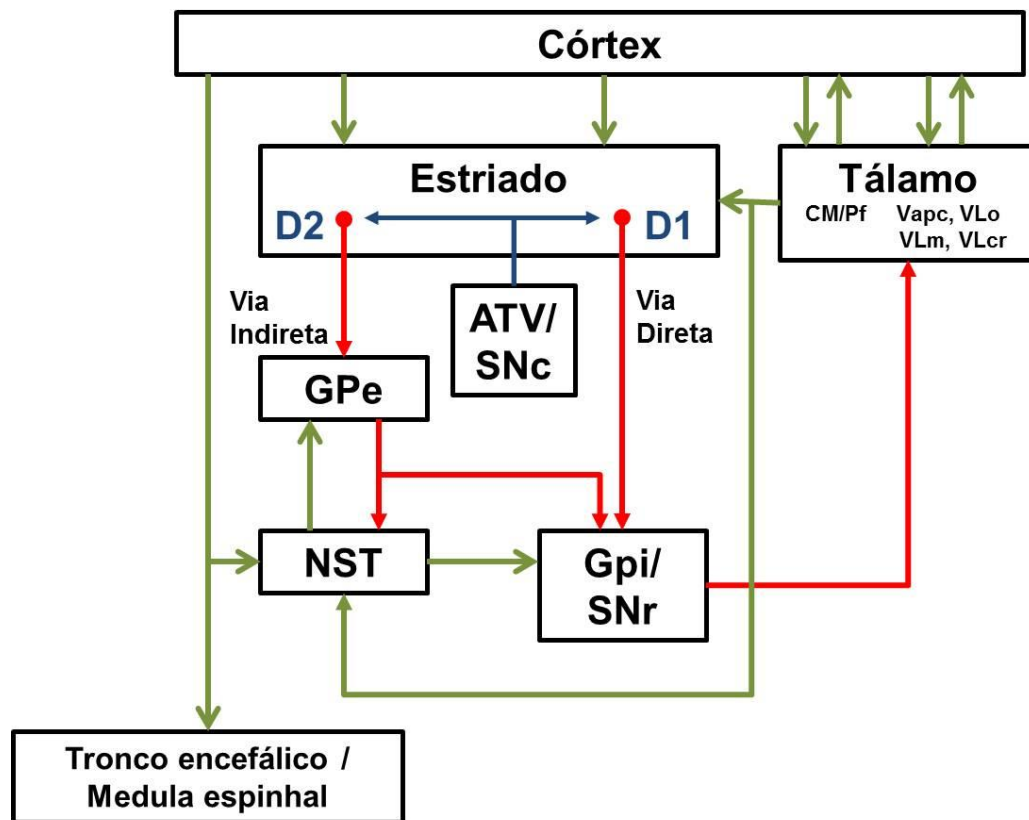 Córtex
Estriado
D2
D1
Tálamo
CM/Pf
Vapc, VLo
VLm, VLcr
Via
Indireta
ATV/
SNc
Via
Direta
GPe
NST
Gpi/
SNr
Tronco encefálico /
Medula espinhal